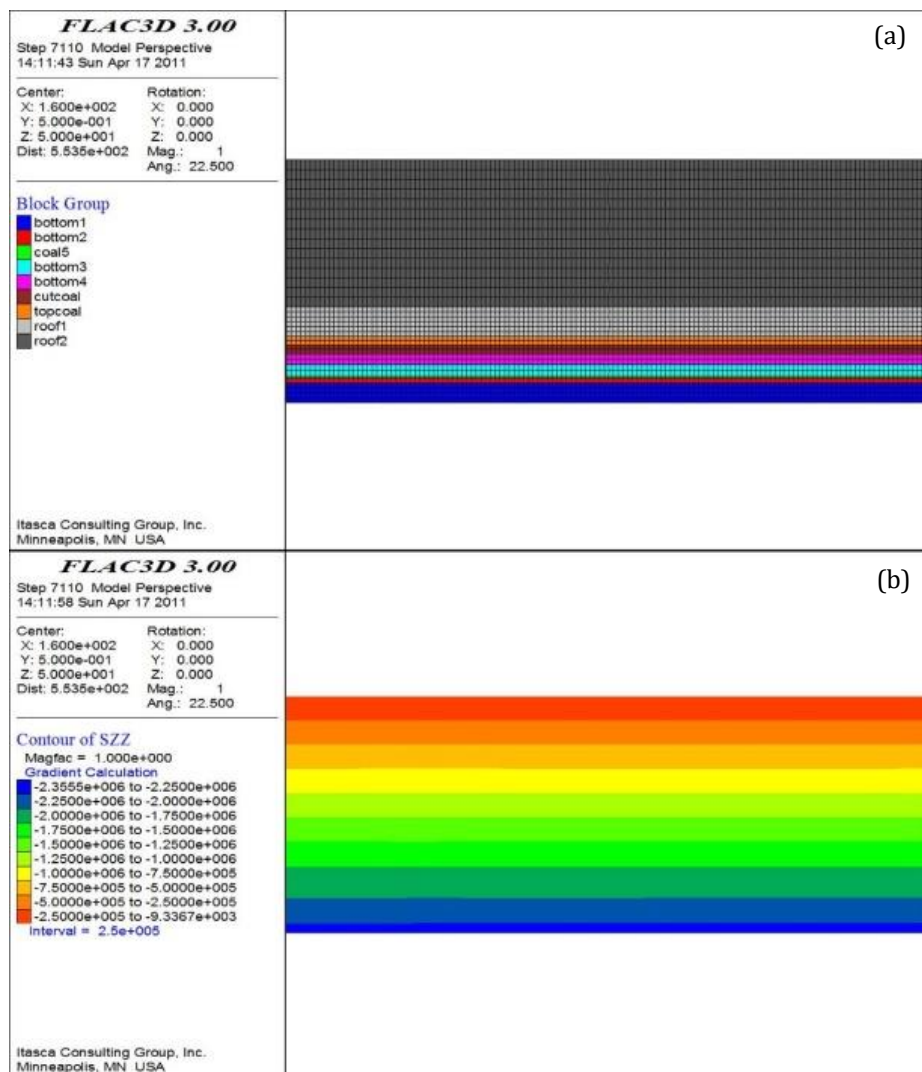 FLAC3D 3.00
(a)
Step 7110 Model Perspective
14:11:43 Sun Apr 17 2011
Center: Rotation:
X: 1.600e+002 X: 0.000
Y: 5.000e-001 Y: 0.000
Z: 5.000e+001 Z: 0.000
Dist: 5.535e+002 Mag.: 1
Ang.: 22.500
Block Group
bottom1
bottom2
coal5
bottom3
bottom4
cutcoal
topcoal
roof1
roof2
Itasca Consulting Group, Inc.
Minneapolis, MN USA
FLAC3D 3.00
(b)
Step 7110 Model Perspective
14:11:58 Sun Apr 17 2011
Center: Rotation:
X: 1.600e+002 X: 0.000
Y: 5.000e-001 Y: 0.000
Z: 5.000e+001 Z: 0.000
Dist: 5.535e+002 Mag.: 1
Ang.: 22.500
Contour of SZZ
Magfac = 1.000e+000
Gradient Calculation
-2.3555e+006 to -2.2500e+006
-2.2500e+006 to -2.0000e+006
-2.0000e+006 to -1.7500e+006
-1.7500e+006 to -1.5000e+006
-1.5000e+006 to -1.2500e+006
-1.2500e+006 to -1.0000e+006
-1.0000e+006 to -7.5000e+005
-7.5000e+005 to -5.0000e+005
-5.0000e+005 to -2.5000e+005
-2.5000e+005 to -9.3367e+003
Interval = 2.5e+005
Itasca Consulting Group, Inc.
Minneapolis, MN USA